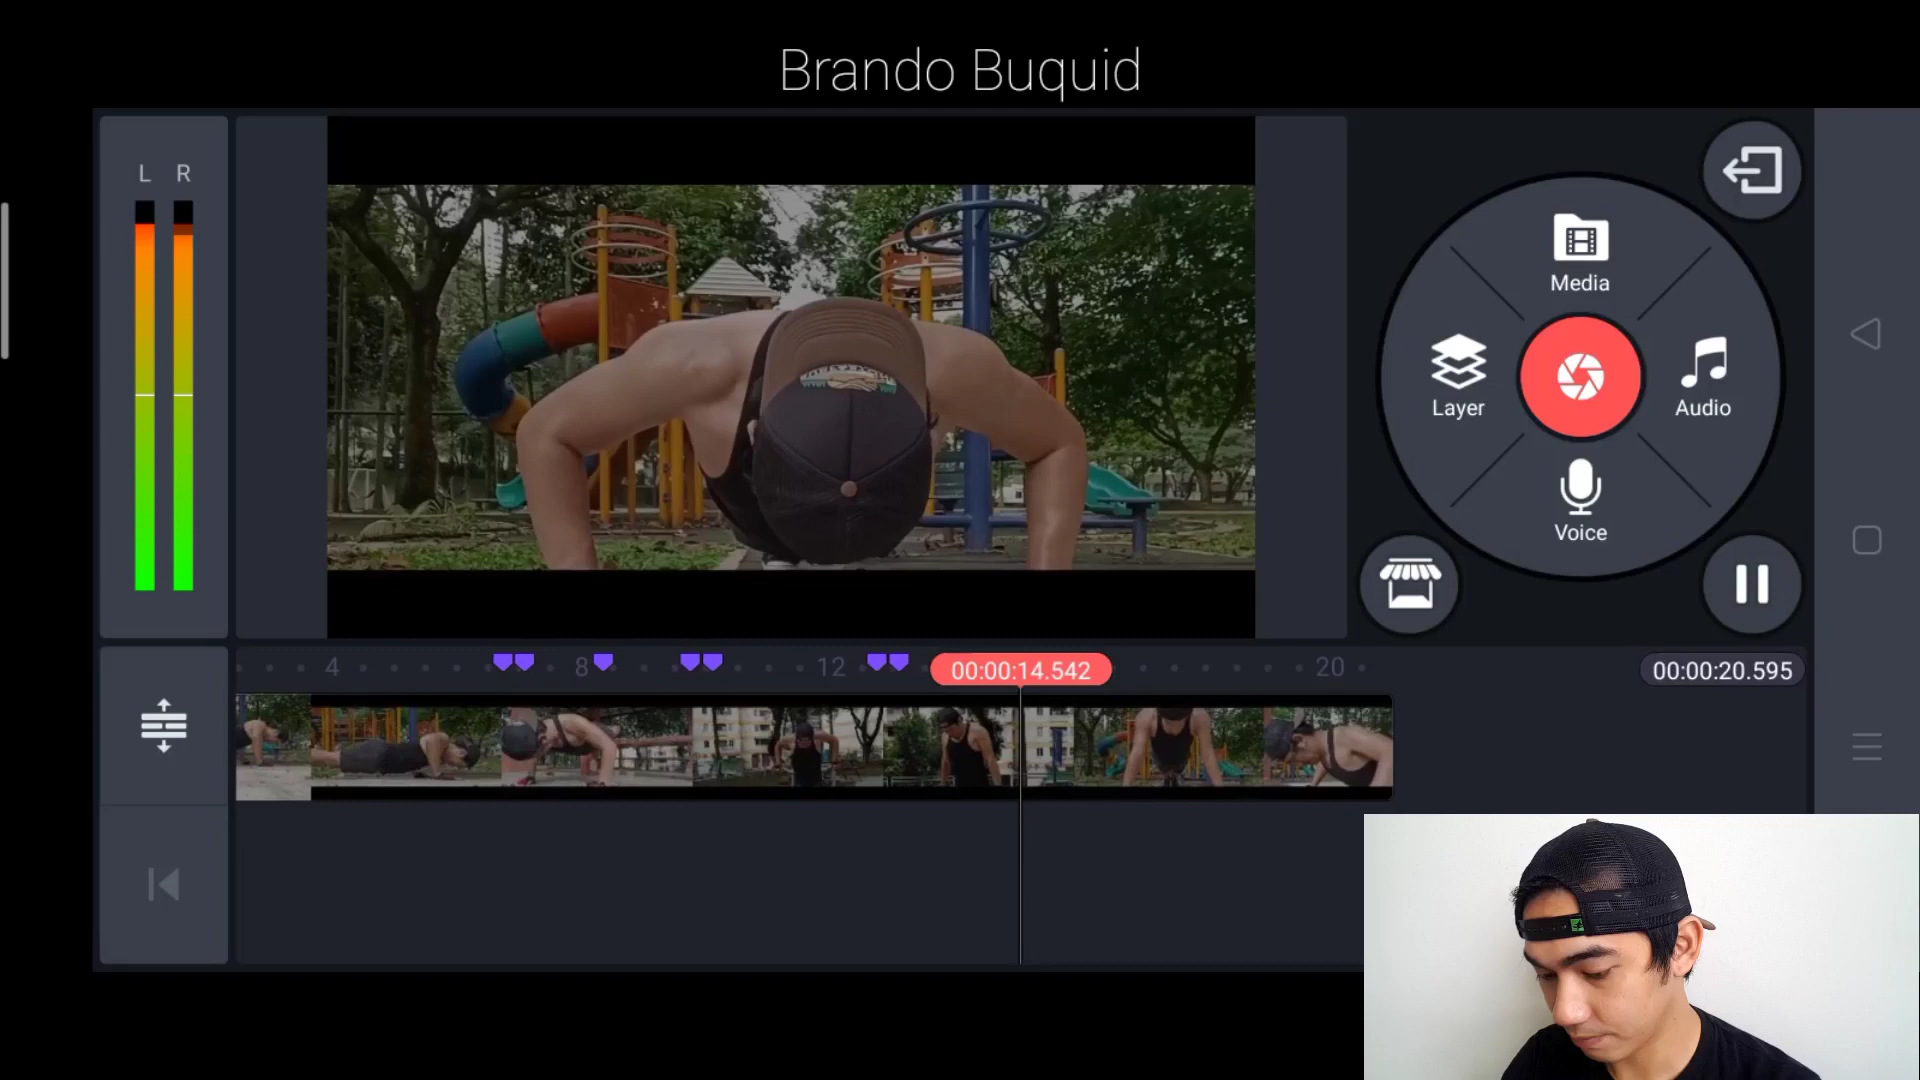 Brando Buquid
L R
Media
Layer
Audio
Voice
4 8 12 00:00:14.542 20 00:00:20.595